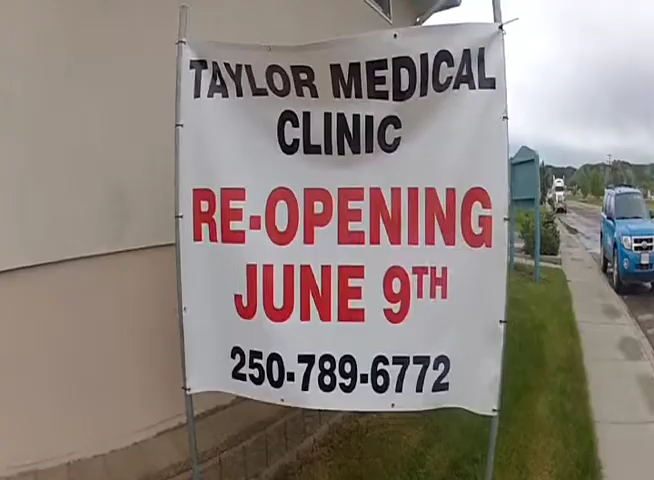 TAYLOR MEDICAL
CLINIC
RE-OPENING
JUNE 9TH
250-789-6772